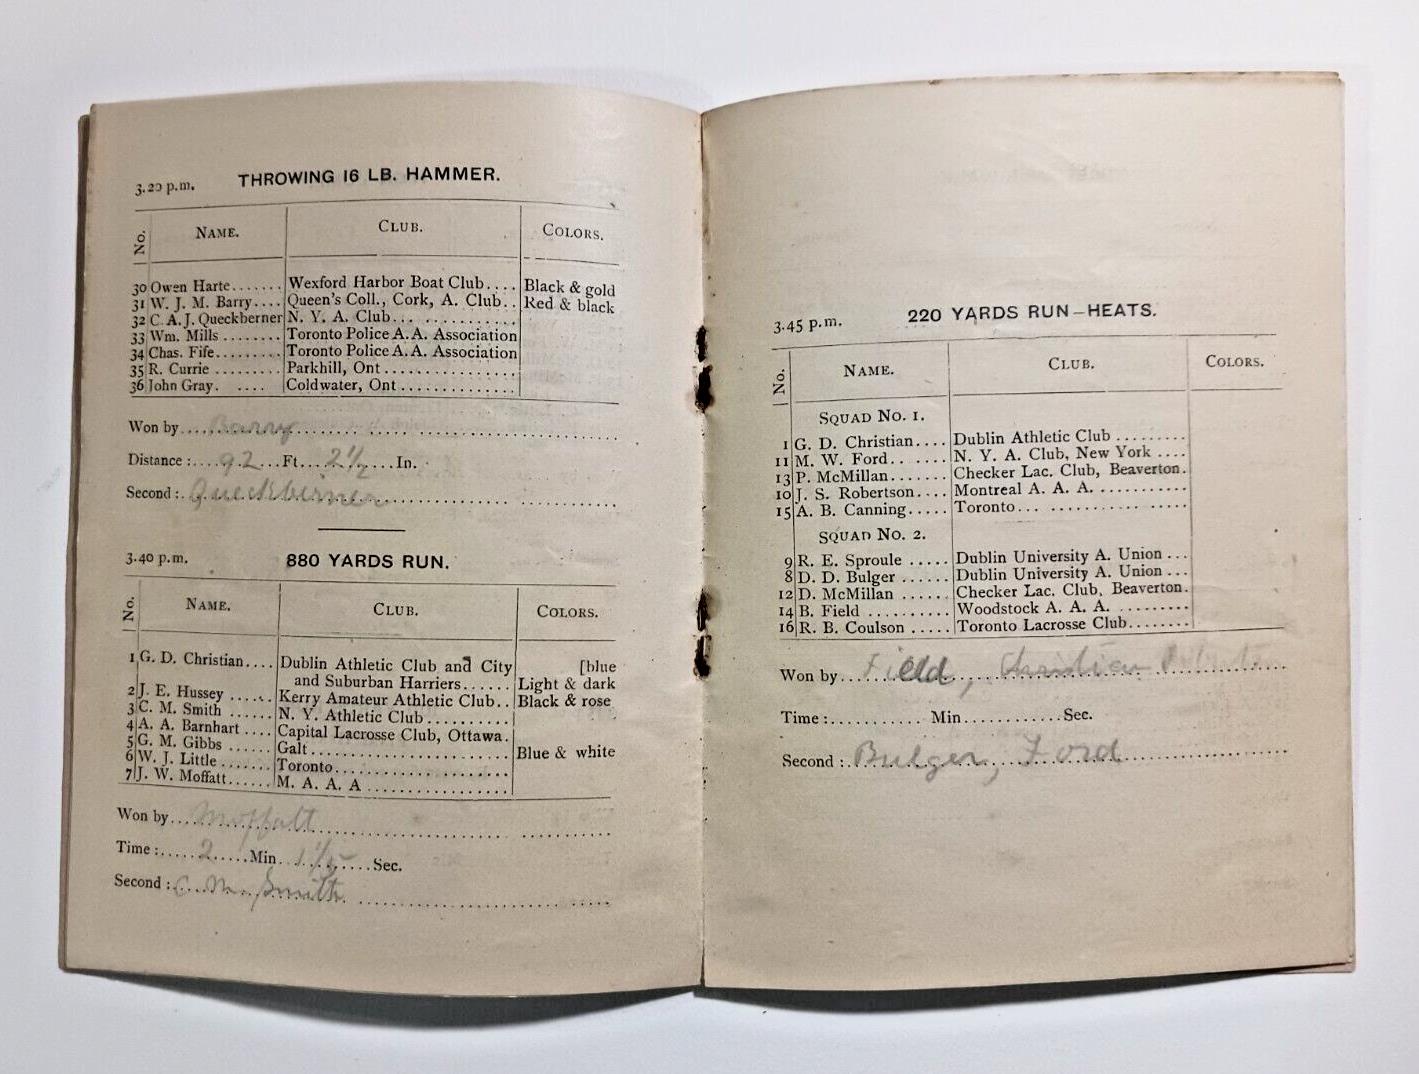 3.20 p.m. THROWING 16 LB. HAMMER.
No. NAME. CLUB. COLORS.
30 Owen Harte....... Wexford Harbor Boat Club.... Black & gold
31 W. J. M. Barry.... Queen's Coll., Cork, A. Club.. Red & black
32 C. A. J. Queckberner N. Y. A. Club... ............
33 Wm. Mills ........ Toronto Police A. A. Association
34 Chas. Fife......... Toronto Police A. A. Association
35 R. Currie ......... Parkhill, Ont ................
36 John Gray. .... Coldwater, Ont ..............
Won by....Barry....
Distance:....92...Ft...2½....In.
Second:.Queckberner
3.40 p.m. 880 YARDS RUN.
No. NAME. CLUB. COLORS.
1 G. D. Christian.... Dublin Athletic Club and City [blue
and Suburban Harriers...... Light & dark
2 J. E. Hussey ...... Kerry Amateur Athletic Club.. Black & rose
3 C. M. Smith ...... N. Y. Athletic Club ..........
4 A. A. Barnhart .... Capital Lacrosse Club, Ottawa.
5 G. M. Gibbs ...... Galt........................ Blue & white
6 W. J. Little ....... Toronto.....................
7 J. W. Moffatt...... M. A. A. A .................
Won by...Moffatt
Time:.....2.....Min. 1 1/5 ....Sec.
Second:C. M. Smith
3.45 p.m. 220 YARDS RUN—HEATS.
No. NAME. CLUB. COLORS.
SQUAD No. 1.
1 G. D. Christian.... Dublin Athletic Club .........
11 M. W. Ford.. ..... N. Y. A. Club, New York ....
13 P. McMillan....... Checker Lac. Club, Beaverton.
10 J. S. Robertson.... Montreal A. A. A. ...........
15 A. B. Canning..... Toronto... .................
SQUAD No. 2.
9 R. E. Sproule ..... Dublin University A. Union ...
8 D. D. Bulger ...... Dublin University A. Union ...
12 D. McMillan ...... Checker Lac. Club, Beaverton.
14 B. Field .......... Woodstock A. A. A. .........
16 R. B. Coulson ..... Toronto Lacrosse Club........
Won by...Field, Christian
Time:........... Min............Sec.
Second:.Bulger, Ford